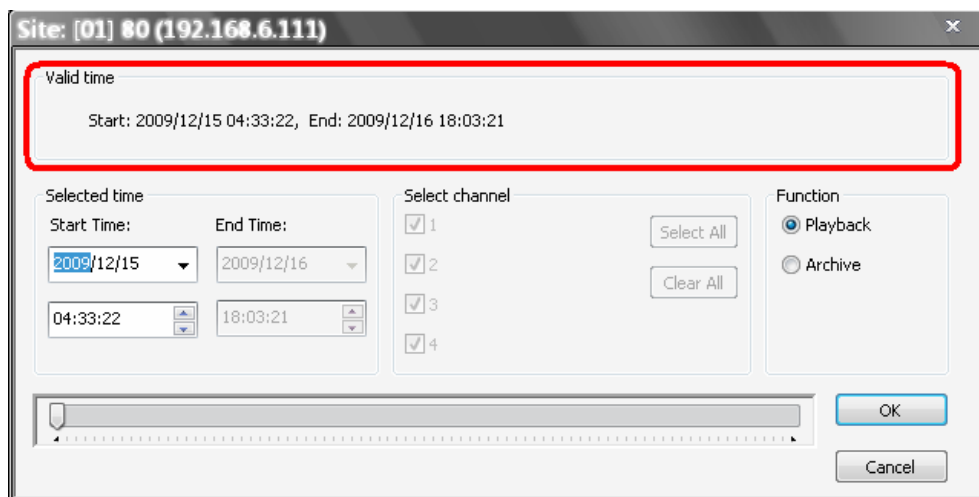 Site: [01] 80 (192.168.6.111)
Valid time
Start: 2009/12/15 04:33:22, End: 2009/12/16 18:03:21
Selected time
Start Time: End Time:
2009/12/15 2009/12/16
04:33:22 18:03:21
Select channel
1
2
3
4
Select All
Clear All
Function
Playback
Archive
OK
Cancel